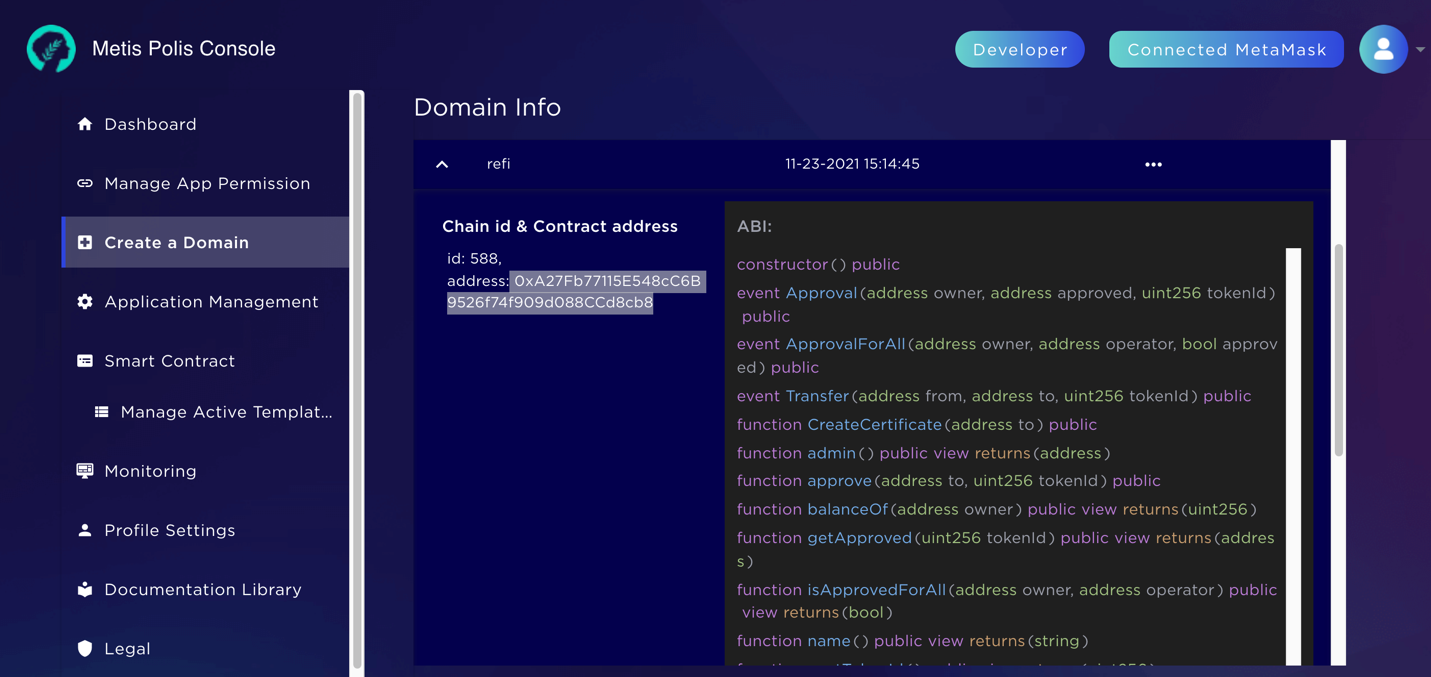 Metis Polis Console
Developer
Connected MetaMask
Dashboard
Manage App Permission
Create a Domain
Application Management
Smart Contract
Manage Active Templat...
Monitoring
Profile Settings
Documentation Library
Legal
Domain Info
refi
11-23-2021 15:14:45
Chain id & Contract address
id: 588,
address: 0xA27Fb77115E548cC6B
9526f74f909d088CCd8cb8
ABI:
constructor() public
event Approval(address owner, address approved, uint256 tokenId)
public
event ApprovalForAll(address owner, address operator, bool approv
ed) public
event Transfer(address from, address to, uint256 tokenId) public
function CreateCertificate(address to) public
function admin() public view returns(address)
function approve(address to, uint256 tokenId) public
function balanceOf(address owner) public view returns(uint256)
function getApproved(uint256 tokenId) public view returns(addres
s)
function isApprovedForAll(address owner, address operator) public
view returns(bool)
function name() public view returns(string)